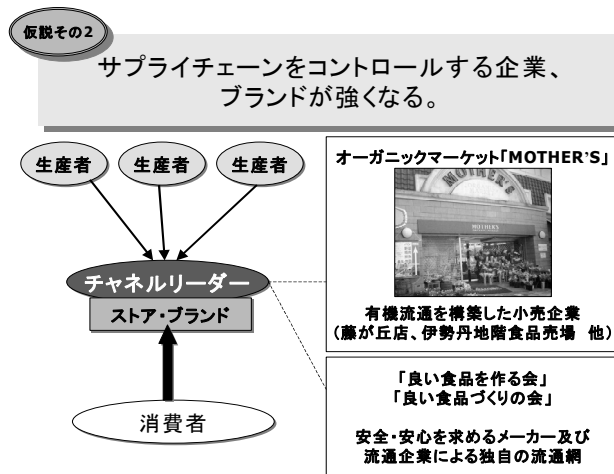 仮説その2
サプライチェーンをコントロールする企業、
ブランドが強くなる。
生産者
生産者
生産者
チャネルリーダー
ストア・ブランド
消費者
オーガニックマーケット「MOTHER'S」
MOTHER'S
MOTHER'S
有機流通を構築した小売企業
(藤が丘店、伊勢丹地階食品売場 他)
「良い食品を作る会」
「良い食品づくりの会」
安全・安心を求めるメーカー及び
流通企業による独自の流通網